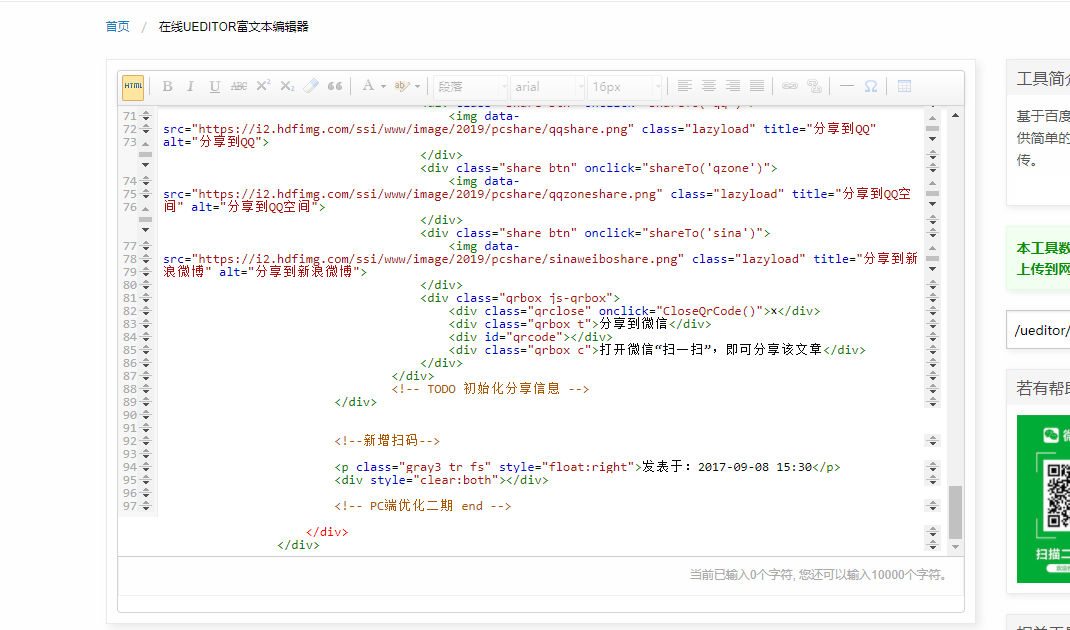 首页 / 在线UEDITOR富文本编辑器
HTML B I U ABC X² X₂ A ab 段落 arial 16px Ω
71 <img data-
72 src="https://i2.hdfimg.com/ssi/www/image/2019/pcshare/qqshare.png" class="lazyload" title="分享到QQ"
73 alt="分享到QQ">
</div>
<div class="share btn" onclick="shareTo('qzone')">
74 <img data-
75 src="https://i2.hdfimg.com/ssi/www/image/2019/pcshare/qqzoneshare.png" class="lazyload" title="分享到QQ空
76 间" alt="分享到QQ空间">
</div>
<div class="share btn" onclick="shareTo('sina')">
77 <img data-
78 src="https://i2.hdfimg.com/ssi/www/image/2019/pcshare/sinaweiboshare.png" class="lazyload" title="分享到新
79 浪微博" alt="分享到新浪微博">
80 </div>
81 <div class="qrbox js-qrbox">
82 <div class="qrclose" onclick="CloseQrCode()">x</div>
83 <div class="qrbox t">分享到微信</div>
84 <div id="qrcode"></div>
85 <div class="qrbox c">打开微信“扫一扫”，即可分享该文章</div>
86 </div>
87 </div>
88 <!-- TODO 初始化分享信息 -->
89 </div>
90
91
92 <!--新增扫码-->
93
94 <p class="gray3 tr fs" style="float:right">发表于：2017-09-08 15:30</p>
95 <div style="clear:both"></div>
96
97 <!-- PC端优化二期 end -->
</div>
</div>
当前已输入0个字符, 您还可以输入10000个字符。
工具简
基于百度
供简单的
传。
本工具数
上传到网
/ueditor/
若有帮助
扫描二